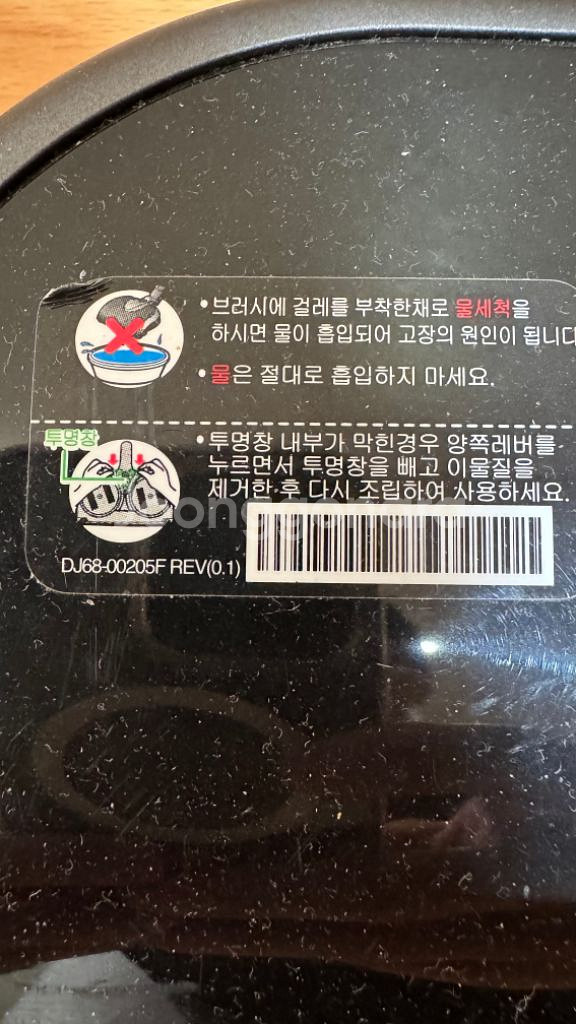 •브러시에 걸레를 부착한채로 물세척을
하시면 물이 흡입되어 고장의 원인이 됩니다
•물은 절대로 흡입하지 마세요.
투명창
•투명창 내부가 막힌경우 양쪽레버를
누르면서 투명창을 빼고 이물질을
제거한 후 다시 조립하여 사용하세요.
DJ68-00205F REV(0.1)